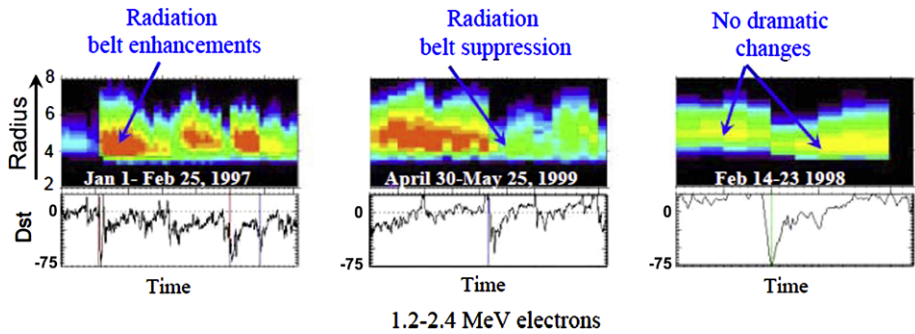 Radiation
belt enhancements
Radiation
belt suppression
No dramatic
changes
Radius
8
6
4
2
Jan 1- Feb 25, 1997
April 30-May 25, 1999
Feb 14-23 1998
Dst
0
-75
0
-75
0
-75
Time
Time
Time
1.2-2.4 MeV electrons